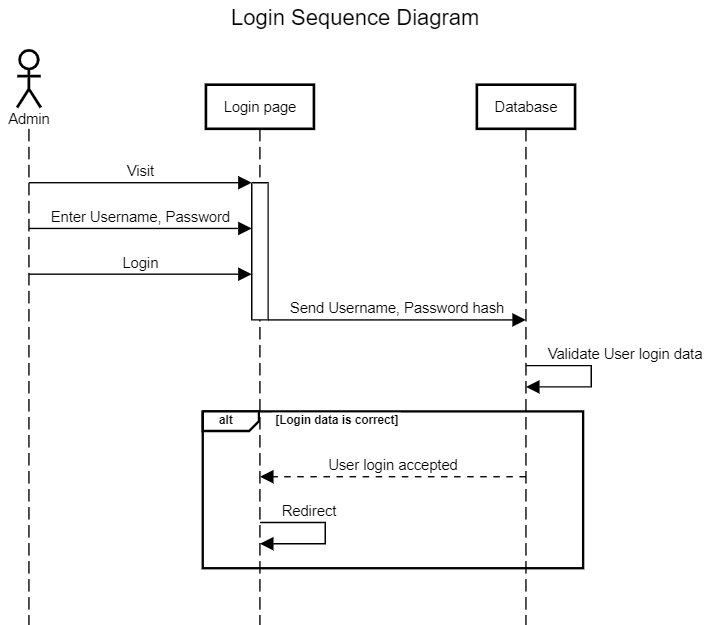 Login Sequence Diagram
Admin
Login page
Database
Visit
Enter Username, Password
Login
Send Username, Password hash
Validate User login data
alt
[Login data is correct]
User login accepted
Redirect